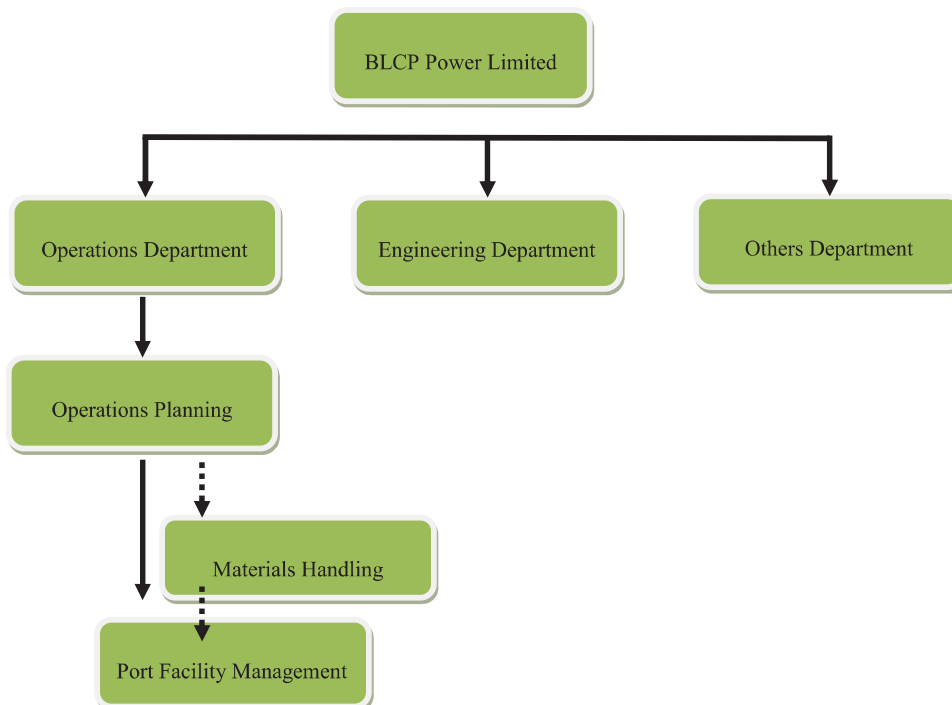 BLCP Power Limited
Operations Department
Engineering Department
Others Department
Operations Planning
Materials Handling
Port Facility Management